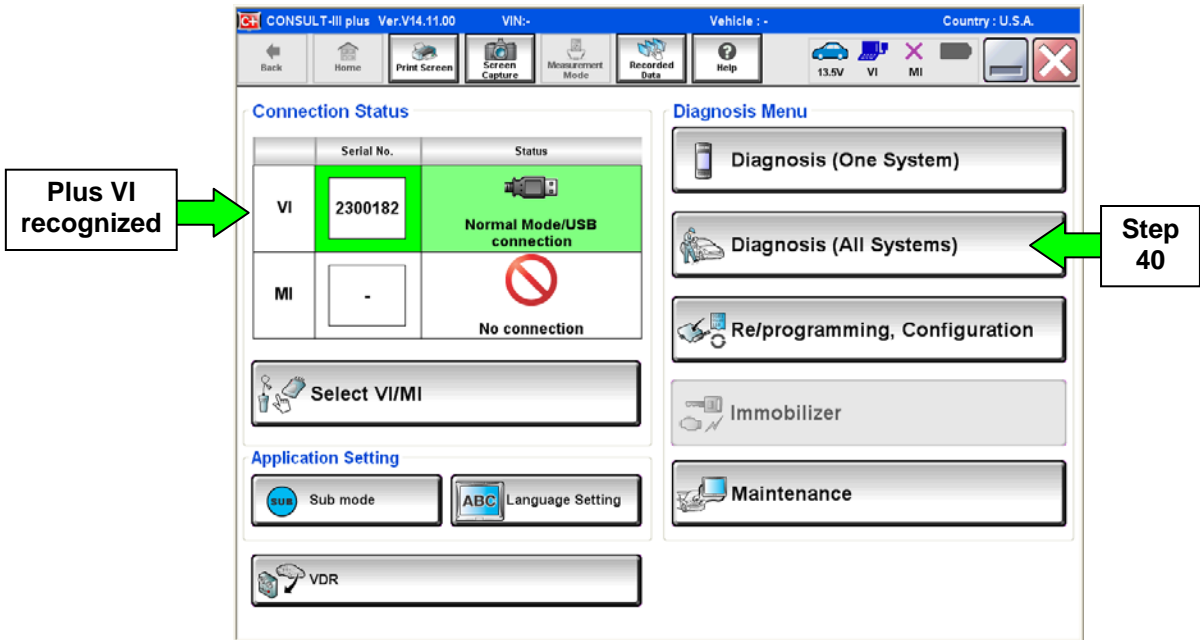 C+ CONSULT-III plus Ver.V14.11.00 VIN:- Vehicle : - Country : U.S.A.
Back
Home
Print Screen
Screen
Capture
Measurement
Mode
Recorded
Data
Help
13.5V
VI
MI
Connection Status
Serial No.
Status
VI
2300182
Normal Mode/USB
connection
MI
-
No connection
Plus VI
recognized
Select VI/MI
Application Setting
SUB
Sub mode
ABC
Language Setting
VDR
Diagnosis Menu
Diagnosis (One System)
Diagnosis (All Systems)
Step
40
Re/programming, Configuration
Immobilizer
Maintenance